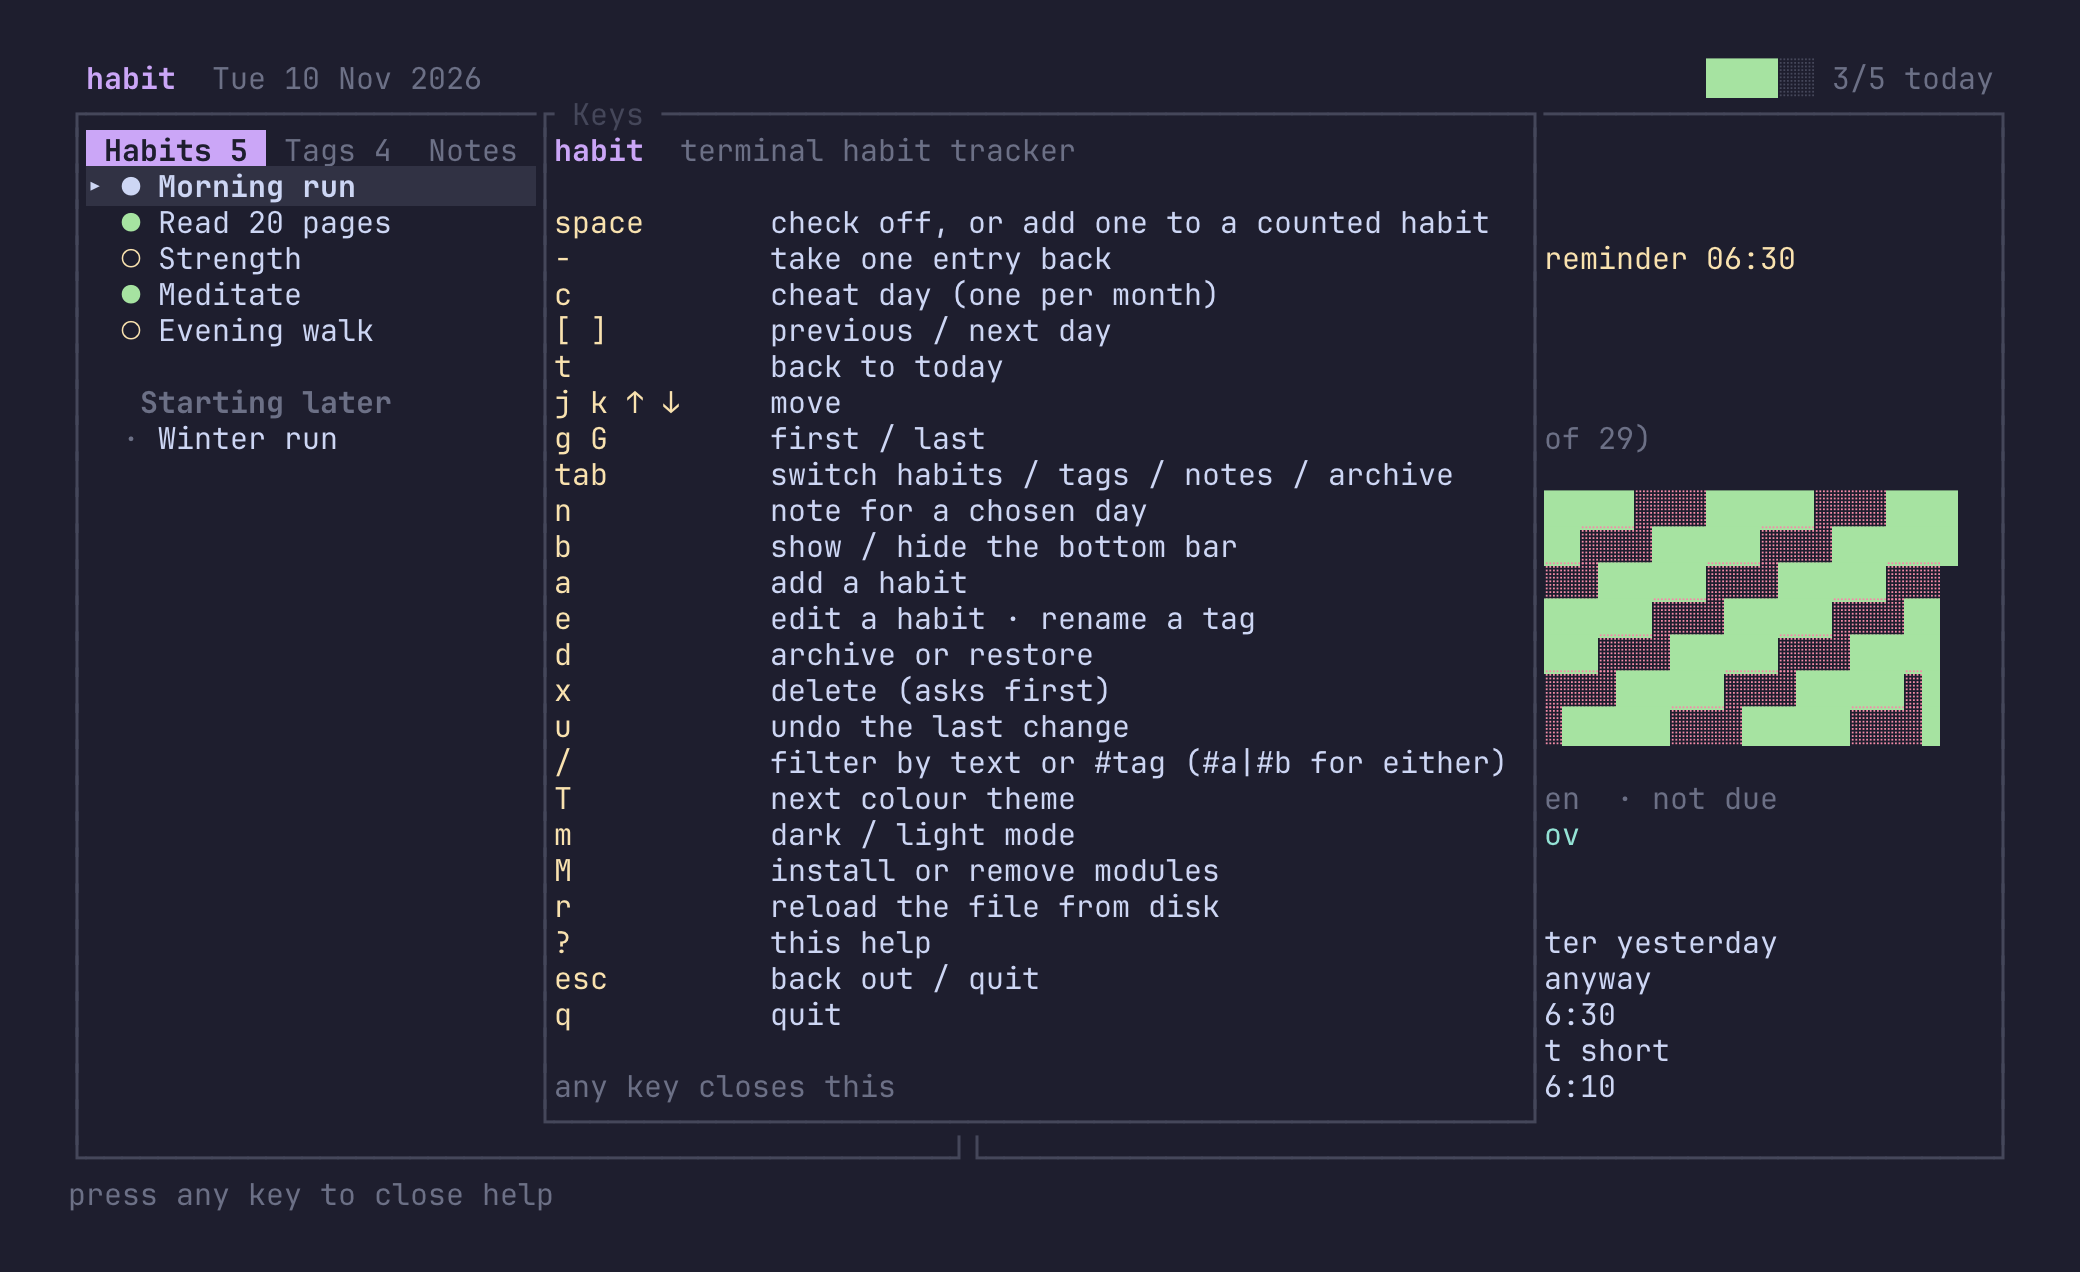 habit  Tue 10 Nov 2026
3/5 today
Habits 5  Tags 4  Notes
▸ ● Morning run
● Read 20 pages
○ Strength
● Meditate
○ Evening walk
Starting later
· Winter run
Keys
habit  terminal habit tracker
space  check off, or add one to a counted habit
-  take one entry back
c  cheat day (one per month)
[ ]  previous / next day
t  back to today
j k ↑ ↓  move
g G  first / last
tab  switch habits / tags / notes / archive
n  note for a chosen day
b  show / hide the bottom bar
a  add a habit
e  edit a habit · rename a tag
d  archive or restore
x  delete (asks first)
u  undo the last change
/  filter by text or #tag (#a|#b for either)
T  next colour theme
m  dark / light mode
M  install or remove modules
r  reload the file from disk
?  this help
esc  back out / quit
q  quit
any key closes this
reminder 06:30
of 29)
en  · not due
ov
ter yesterday
anyway
6:30
t short
6:10
press any key to close help